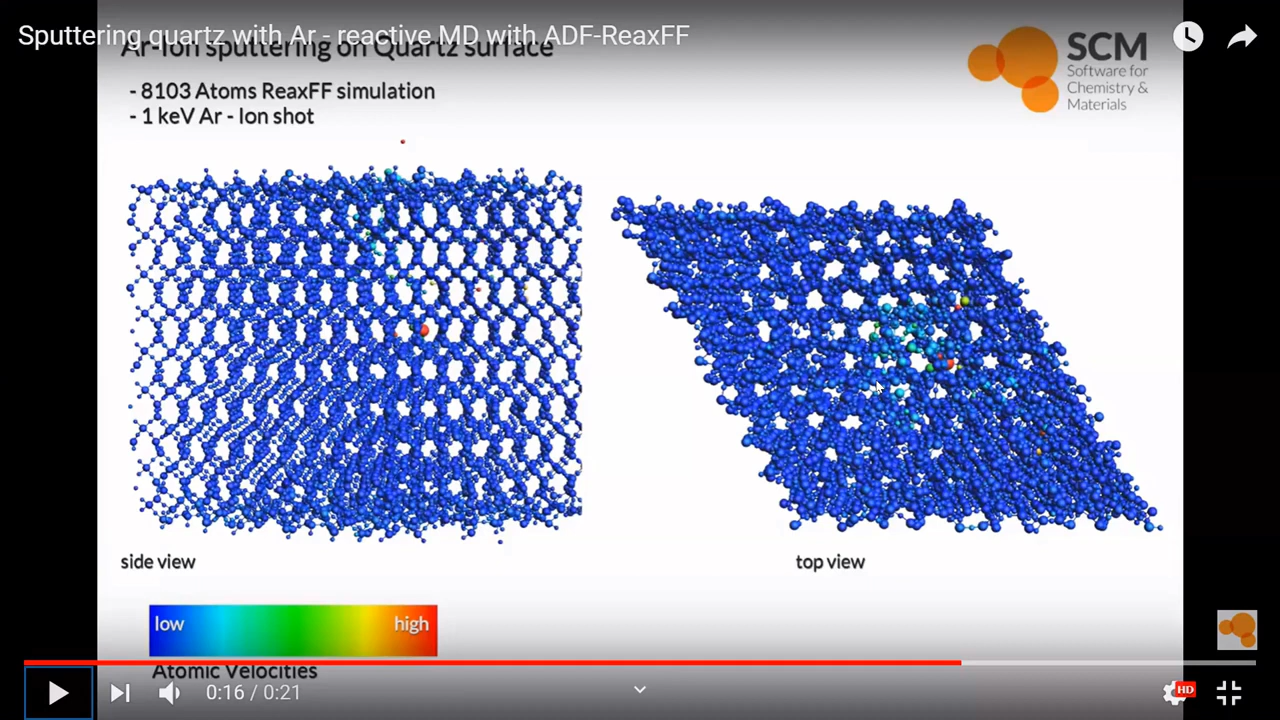 Sputtering quartz with Ar - reactive MD with ADF-ReaxFF
Ar-Ion sputtering on Quartz surface
- 8103 Atoms ReaxFF simulation
- 1 keV Ar - Ion shot
SCM
Software for
Chemistry &
Materials
side view
top view
low
high
Atomic Velocities
0:16 / 0:21
HD